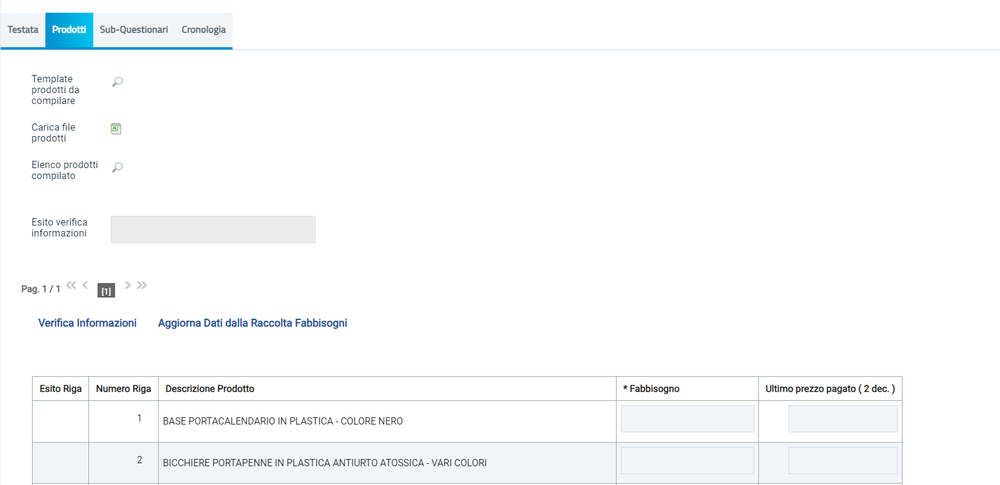 Testata Prodotti Sub-Questionari Cronologia
Template
prodotti da
compilare
Carica file
prodotti
Elenco prodotti
compilato
Esito verifica
informazioni
Pag. 1 / 1 [1]
Verifica Informazioni Aggiorna Dati dalla Raccolta Fabbisogni
Esito Riga Numero Riga Descrizione Prodotto * Fabbisogno Ultimo prezzo pagato ( 2 dec. )
1 BASE PORTACALENDARIO IN PLASTICA - COLORE NERO
2 BICCHIERE PORTAPENNE IN PLASTICA ANTIURTO ATOSSICA - VARI COLORI